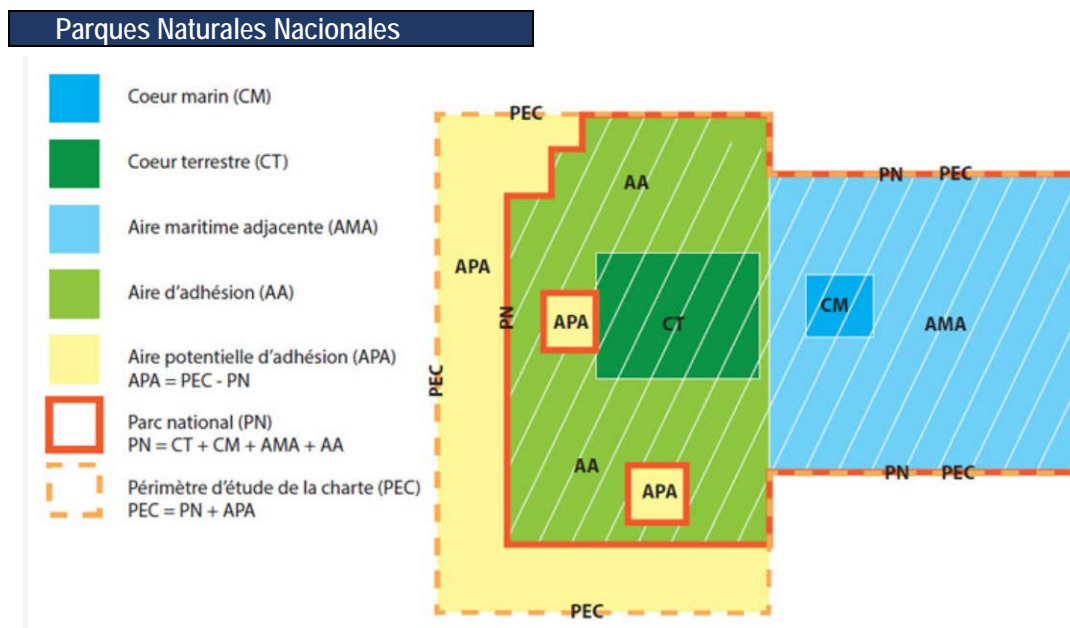 Parques Naturales Nacionales
Coeur marin (CM)
Coeur terrestre (CT)
Aire maritime adjacente (AMA)
Aire d'adhésion (AA)
Aire potentielle d'adhésion (APA)
APA = PEC - PN
Parc national (PN)
PN = CT + CM + AMA + AA
Périmètre d'étude de la charte (PEC)
PEC = PN + APA
PEC
PN PEC
AA
APA
PN
APA
CT
CM
AMA
PEC
AA
APA
PN PEC
PEC